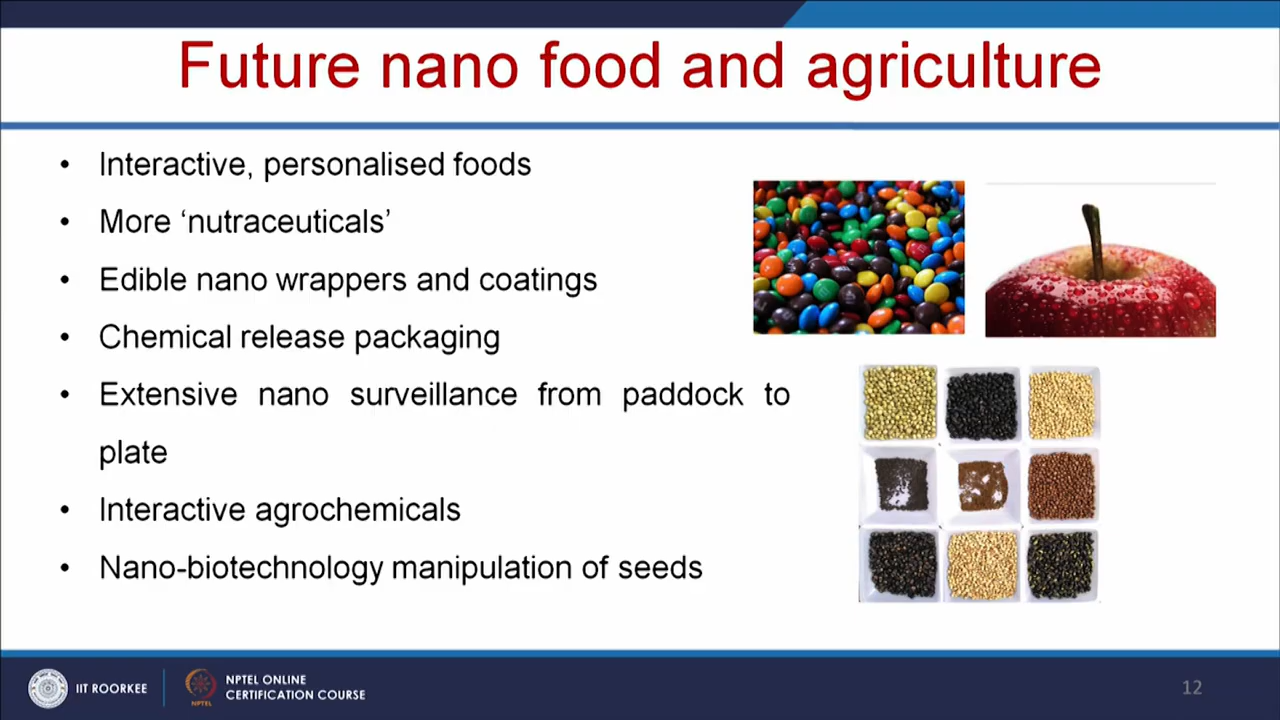 Future nano food and agriculture
• Interactive, personalised foods
• More ‘nutraceuticals’
• Edible nano wrappers and coatings
• Chemical release packaging
• Extensive nano surveillance from paddock to
plate
• Interactive agrochemicals
• Nano-biotechnology manipulation of seeds
IIT ROORKEE
NPTEL
NPTEL ONLINE
CERTIFICATION COURSE
12